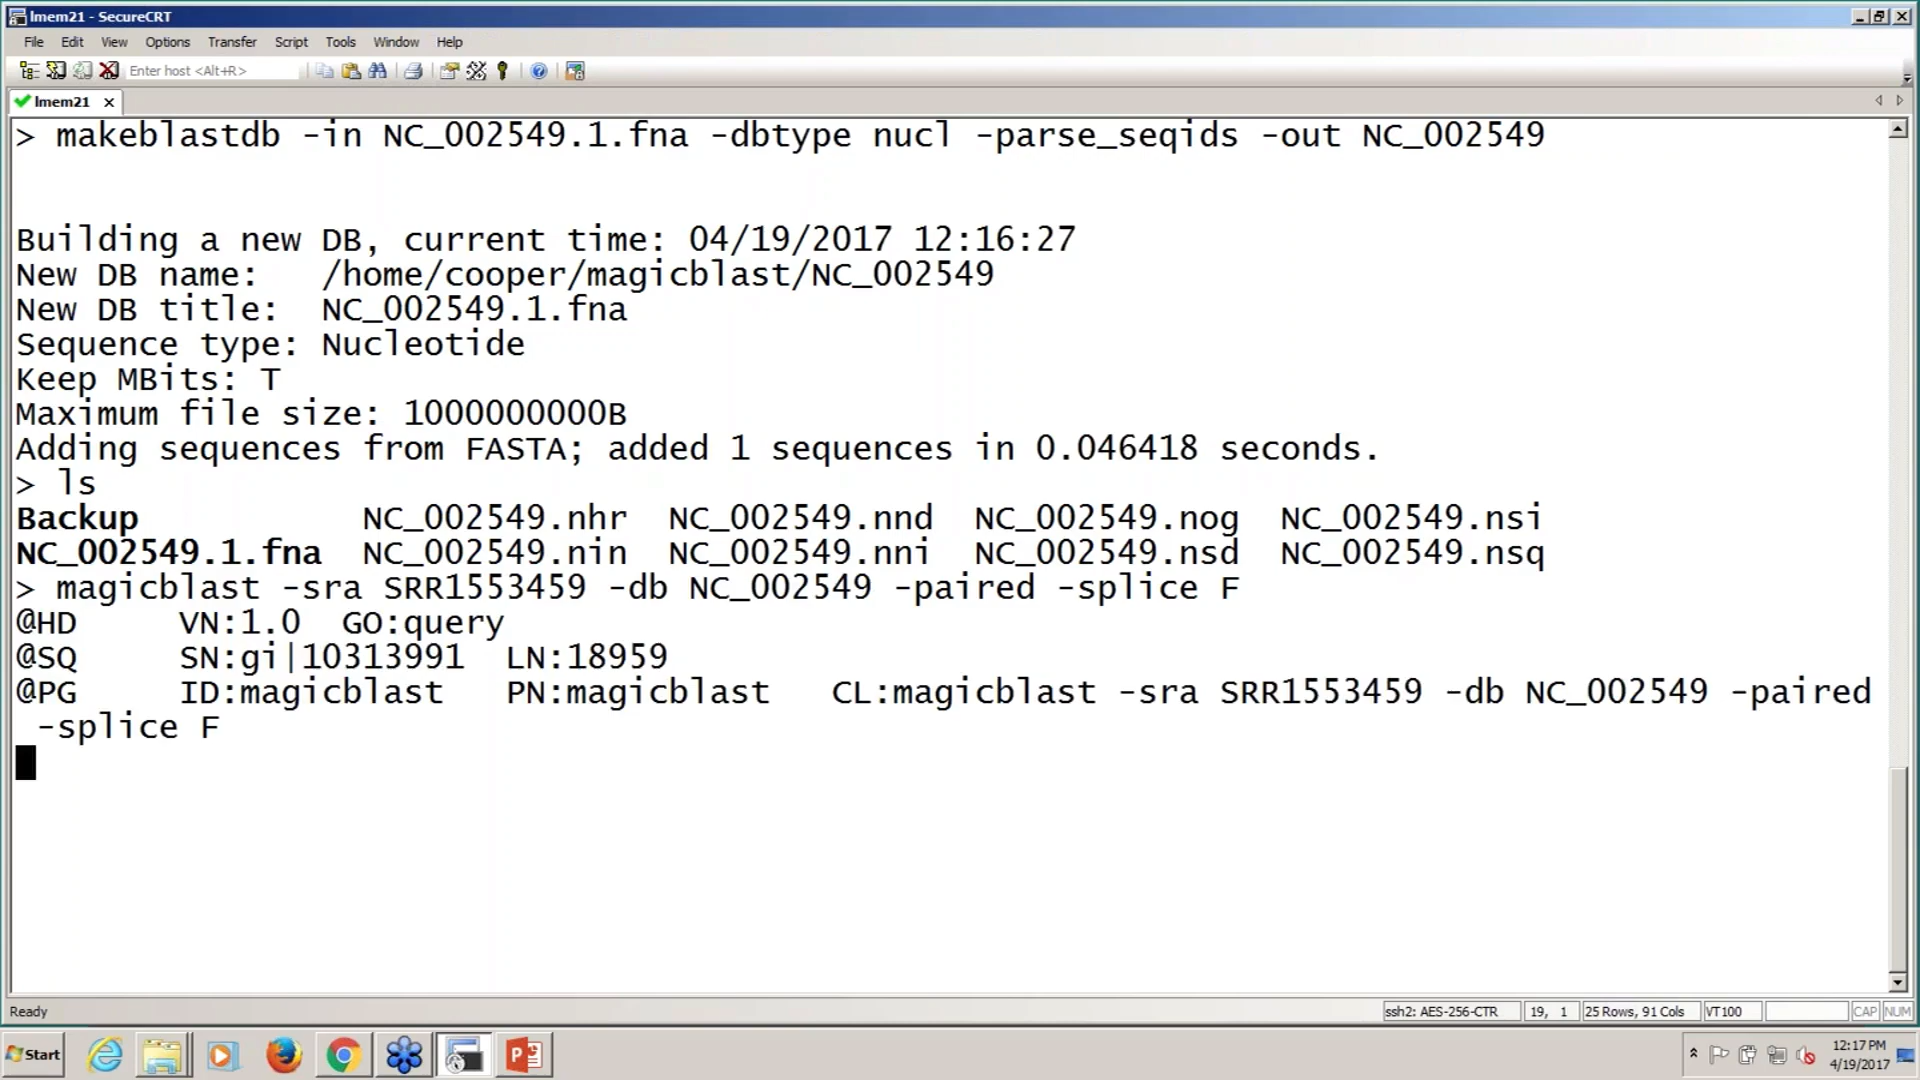 lmem21 - SecureCRT
File Edit View Options Transfer Script Tools Window Help
Enter host <Alt+R>
lmem21
> makeblastdb -in NC_002549.1.fna -dbtype nucl -parse_seqids -out NC_002549
Building a new DB, current time: 04/19/2017 12:16:27
New DB name:   /home/cooper/magicblast/NC_002549
New DB title:  NC_002549.1.fna
Sequence type: Nucleotide
Keep MBits: T
Maximum file size: 1000000000B
Adding sequences from FASTA; added 1 sequences in 0.046418 seconds.
> ls
Backup           NC_002549.nhr  NC_002549.nnd  NC_002549.nog  NC_002549.nsi
NC_002549.1.fna  NC_002549.nin  NC_002549.nni  NC_002549.nsd  NC_002549.nsq
> magicblast -sra SRR1553459 -db NC_002549 -paired -splice F
@HD     VN:1.0  GO:query
@SQ     SN:gi|10313991  LN:18959
@PG     ID:magicblast   PN:magicblast   CL:magicblast -sra SRR1553459 -db NC_002549 -paired
 -splice F
Ready ssh2: AES-256-CTR 19, 1 25 Rows, 91 Cols VT100 CAP NUM
Start 12:17 PM
4/19/2017